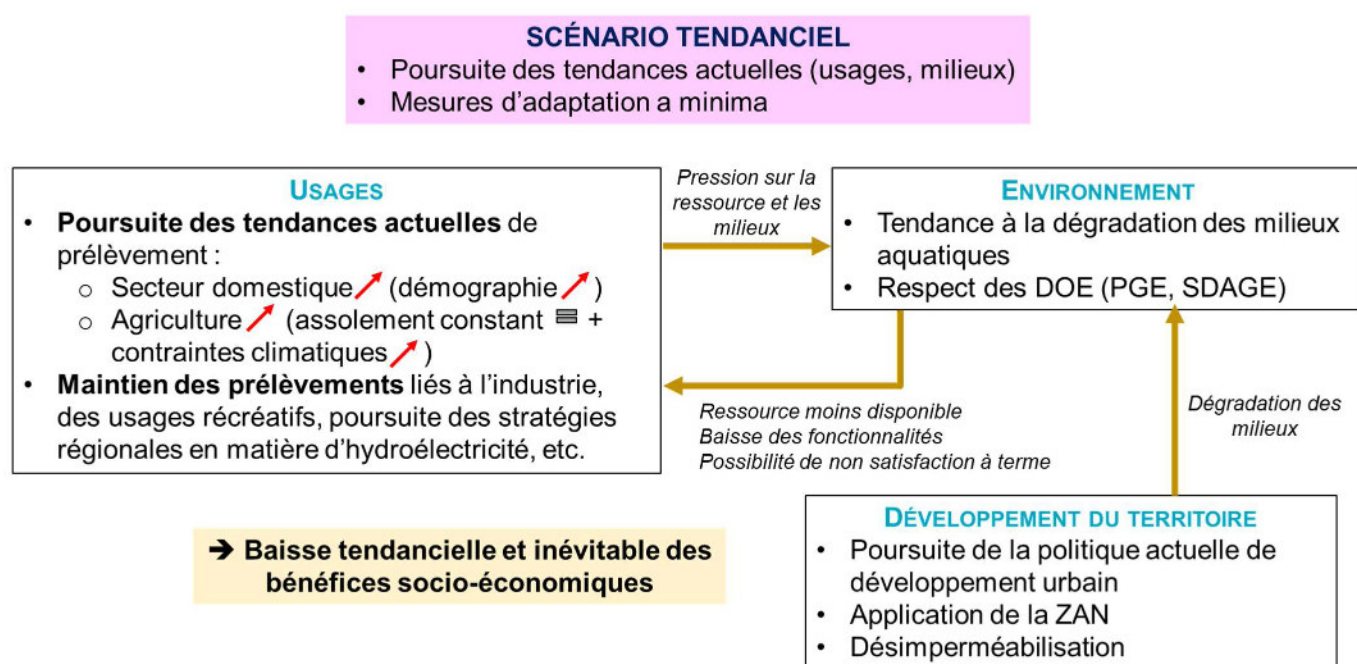 SCÉNARIO TENDANCIEL
• Poursuite des tendances actuelles (usages, milieux)
• Mesures d’adaptation a minima
USAGES
• Poursuite des tendances actuelles de
prélèvement :
o Secteur domestique (démographie )
o Agriculture (assolement constant = +
contraintes climatiques )
• Maintien des prélèvements liés à l’industrie,
des usages récréatifs, poursuite des stratégies
régionales en matière d’hydroélectricité, etc.
Pression sur la
ressource et les
milieux
ENVIRONNEMENT
• Tendance à la dégradation des milieux
aquatiques
• Respect des DOE (PGE, SDAGE)
Ressource moins disponible
Baisse des fonctionnalités
Possibilité de non satisfaction à terme
Dégradation des
milieux
➔ Baisse tendancielle et inévitable des
bénéfices socio-économiques
DÉVELOPPEMENT DU TERRITOIRE
• Poursuite de la politique actuelle de
développement urbain
• Application de la ZAN
• Désimperméabilisation